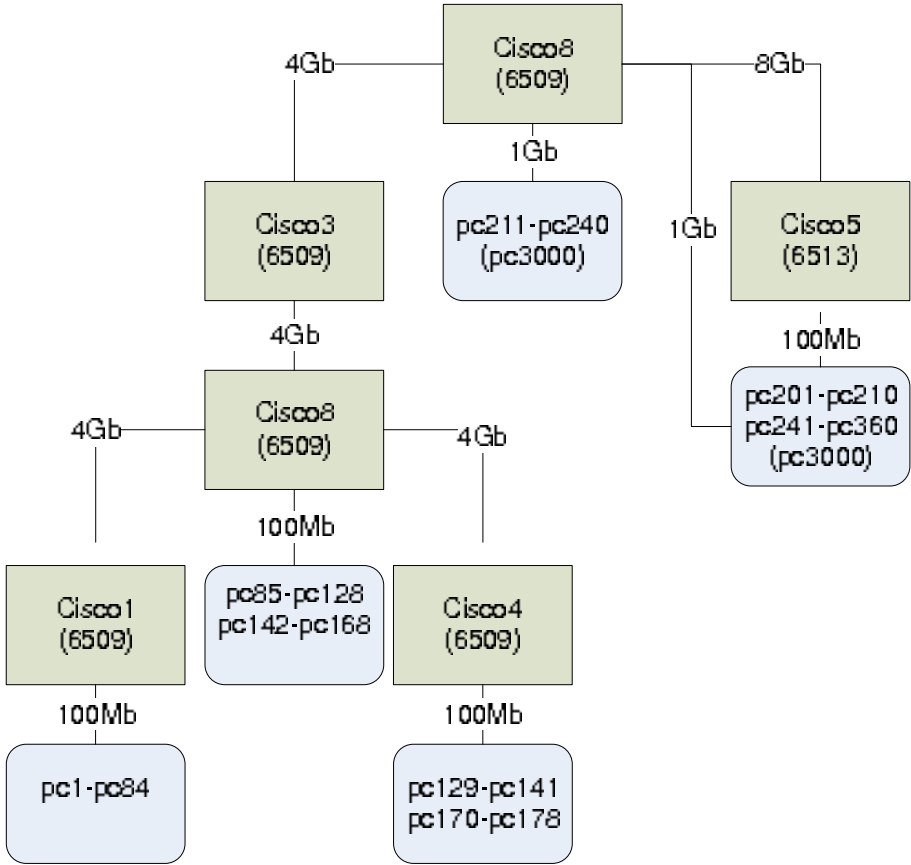 Cisco8
(6509)
4Gb
8Gb
1Gb
Cisco3
(6509)
pc211-pc240
(pc3000)
1Gb
Cisco5
(6513)
4Gb
100Mb
Cisco8
(6509)
pc201-pc210
pc241-pc360
(pc3000)
4Gb
4Gb
100Mb
Cisco1
(6509)
pc85-pc128
pc142-pc168
Cisco4
(6509)
100Mb
100Mb
pc1-pc84
pc129-pc141
pc170-pc178